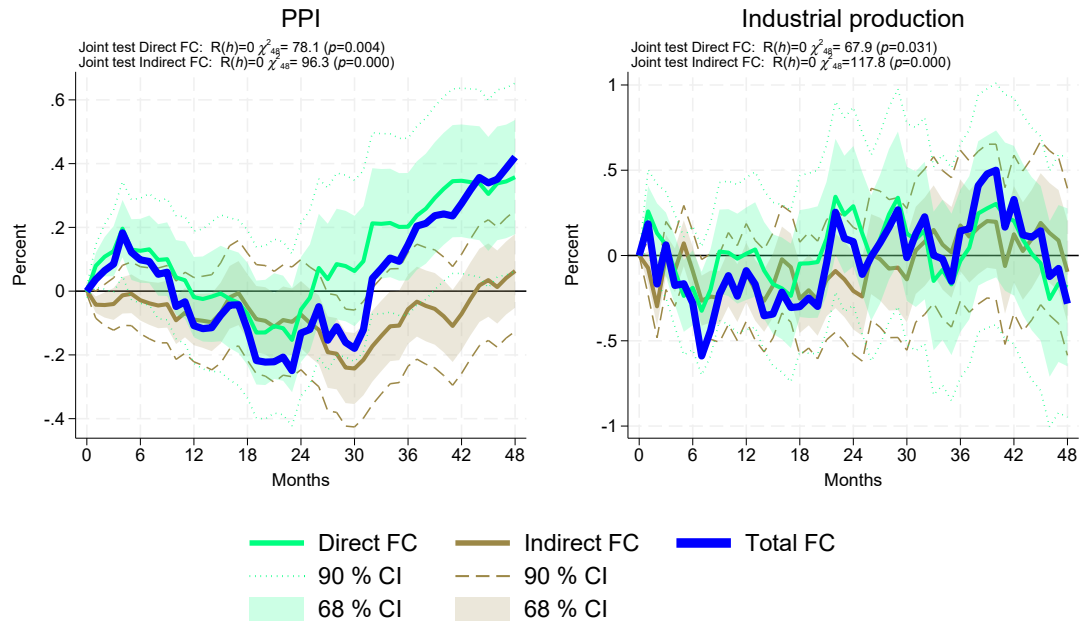 PPI
Joint test Direct FC:  R(h)=0 χ²₄₈= 78.1 (p=0.004)
Joint test Indirect FC:  R(h)=0 χ²₄₈= 96.3 (p=0.000)
.6
.4
.2
0
-.2
-.4
Percent
0 6 12 18 24 30 36 42 48
Months
Industrial production
Joint test Direct FC:  R(h)=0 χ²₄₈ = 67.9 (p=0.031)
Joint test Indirect FC:  R(h)=0 χ²₄₈=117.8 (p=0.000)
1
.5
0
-.5
-1
Percent
0 6 12 18 24 30 36 42 48
Months
Direct FC Indirect FC Total FC
90 % CI 90 % CI
68 % CI 68 % CI